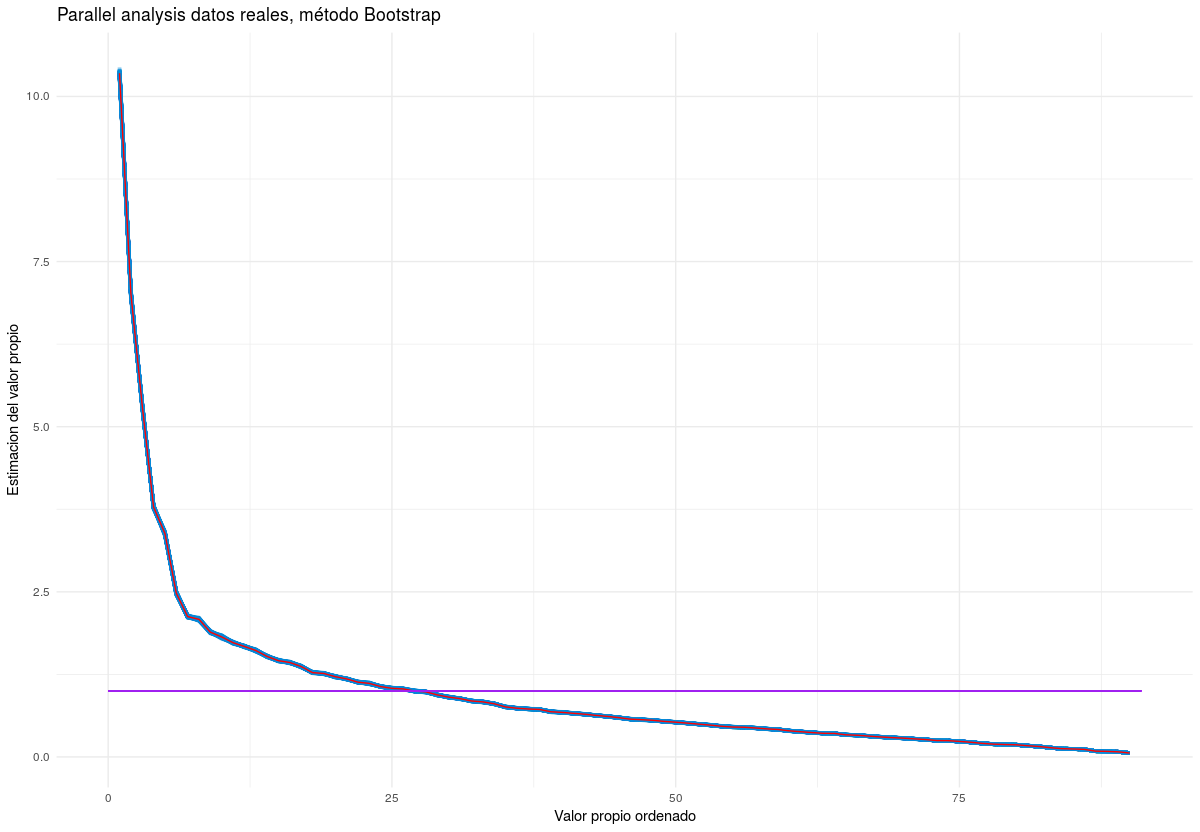 Parallel analysis datos reales, método Bootstrap
10.0
7.5
5.0
2.5
0.0
Estimacion del valor propio
0 25 50 75
Valor propio ordenado